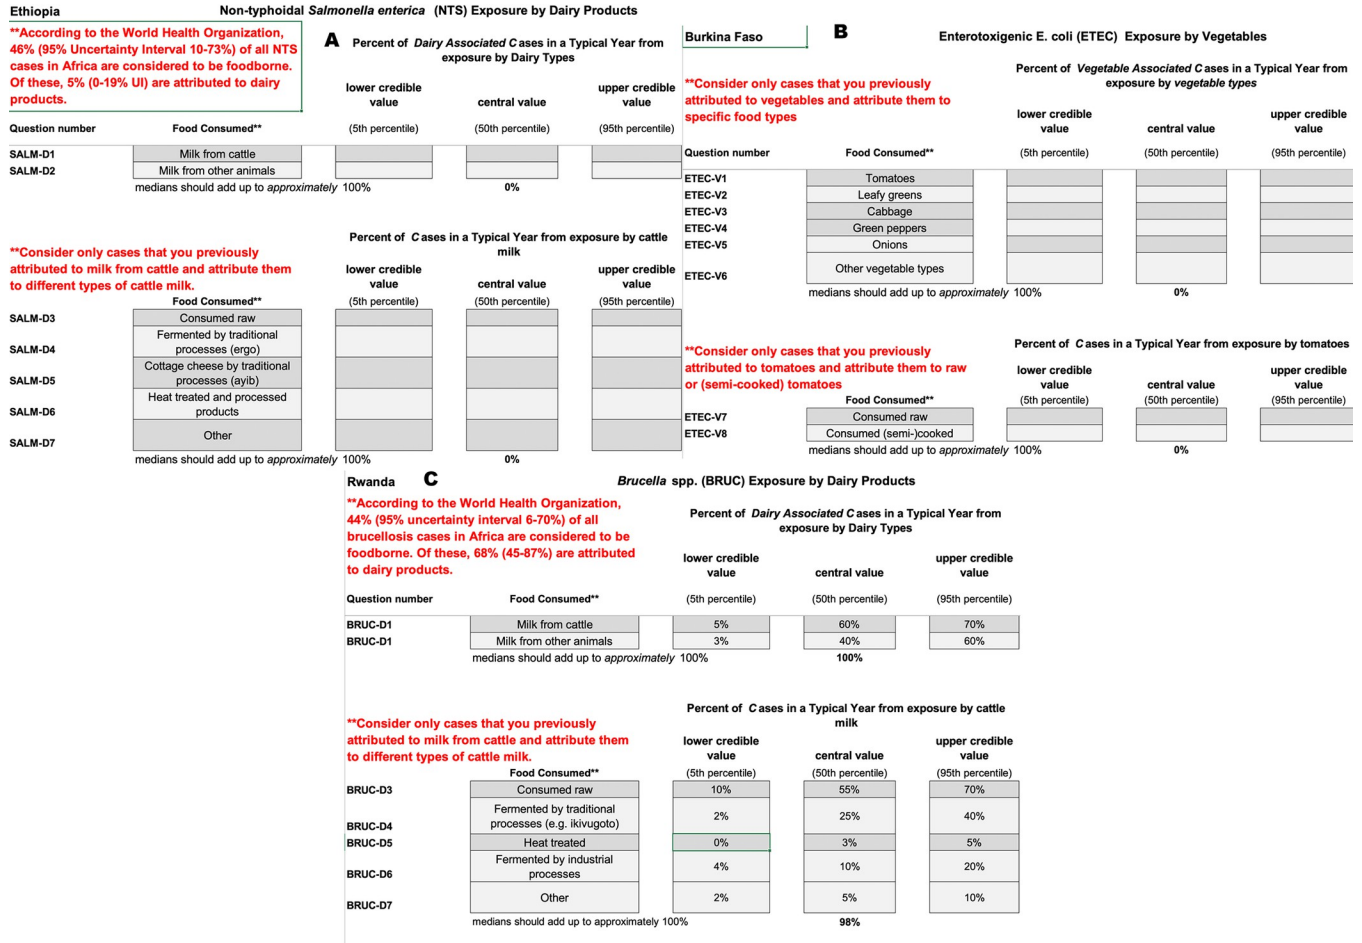 Ethiopia
Non-typhoidal Salmonella enterica (NTS) Exposure by Dairy Products
**According to the World Health Organization,
46% (95% Uncertainty Interval 10-73%) of all NTS
cases in Africa are considered to be foodborne.
Of these, 5% (0-19% UI) are attributed to dairy
products.
A
Percent of Dairy Associated Cases in a Typical Year from
exposure by Dairy Types
lower credible
value
central value
upper credible
value
Question number
Food Consumed**
(5th percentile)
(50th percentile)
(95th percentile)
SALM-D1
Milk from cattle
SALM-D2
Milk from other animals
medians should add up to approximately 100%
0%
**Consider only cases that you previously
attributed to milk from cattle and attribute them
to different types of cattle milk.
Percent of Cases in a Typical Year from exposure by cattle
milk
lower credible
value
central value
upper credible
value
Food Consumed**
(5th percentile)
(50th percentile)
(95th percentile)
SALM-D3
Consumed raw
SALM-D4
Fermented by traditional
processes (ergo)
SALM-D5
Cottage cheese by traditional
processes (ayib)
SALM-D6
Heat treated and processed
products
SALM-D7
Other
medians should add up to approximately 100%
0%
Burkina Faso
B
Enterotoxigenic E. coli (ETEC) Exposure by Vegetables
**Consider only cases that you previously
attributed to vegetables and attribute them to
specific food types
Percent of Vegetable Associated Cases in a Typical Year from
exposure by vegetable types
lower credible
value
central value
upper credible
value
Question number
Food Consumed**
(5th percentile)
(50th percentile)
(95th percentile)
ETEC-V1
Tomatoes
ETEC-V2
Leafy greens
ETEC-V3
Cabbage
ETEC-V4
Green peppers
ETEC-V5
Onions
ETEC-V6
Other vegetable types
medians should add up to approximately 100%
0%
**Consider only cases that you previously
attributed to tomatoes and attribute them to raw
or (semi-cooked) tomatoes
Percent of Cases in a Typical Year from exposure by tomatoes
lower credible
value
central value
upper credible
value
Food Consumed**
(5th percentile)
(50th percentile)
(95th percentile)
ETEC-V7
Consumed raw
ETEC-V8
Consumed (semi-)cooked
medians should add up to approximately 100%
0%
Rwanda
C
Brucella spp. (BRUC) Exposure by Dairy Products
**According to the World Health Organization,
44% (95% uncertainty interval 6-70%) of all
brucellosis cases in Africa are considered to be
foodborne. Of these, 68% (45-87%) are attributed
to dairy products.
Percent of Dairy Associated Cases in a Typical Year from
exposure by Dairy Types
lower credible
value
central value
upper credible
value
Question number
Food Consumed**
(5th percentile)
(50th percentile)
(95th percentile)
BRUC-D1
Milk from cattle
5%
60%
70%
BRUC-D1
Milk from other animals
3%
40%
60%
medians should add up to approximately 100%
100%
**Consider only cases that you previously
attributed to milk from cattle and attribute them
to different types of cattle milk.
Percent of Cases in a Typical Year from exposure by cattle
milk
lower credible
value
central value
upper credible
value
Food Consumed**
(5th percentile)
(50th percentile)
(95th percentile)
BRUC-D3
Consumed raw
10%
55%
70%
BRUC-D4
Fermented by traditional
processes (e.g. ikivugoto)
2%
25%
40%
BRUC-D5
Heat treated
0%
3%
5%
BRUC-D6
Fermented by industrial
processes
4%
10%
20%
BRUC-D7
Other
2%
5%
10%
medians should add up to approximately 100%
98%